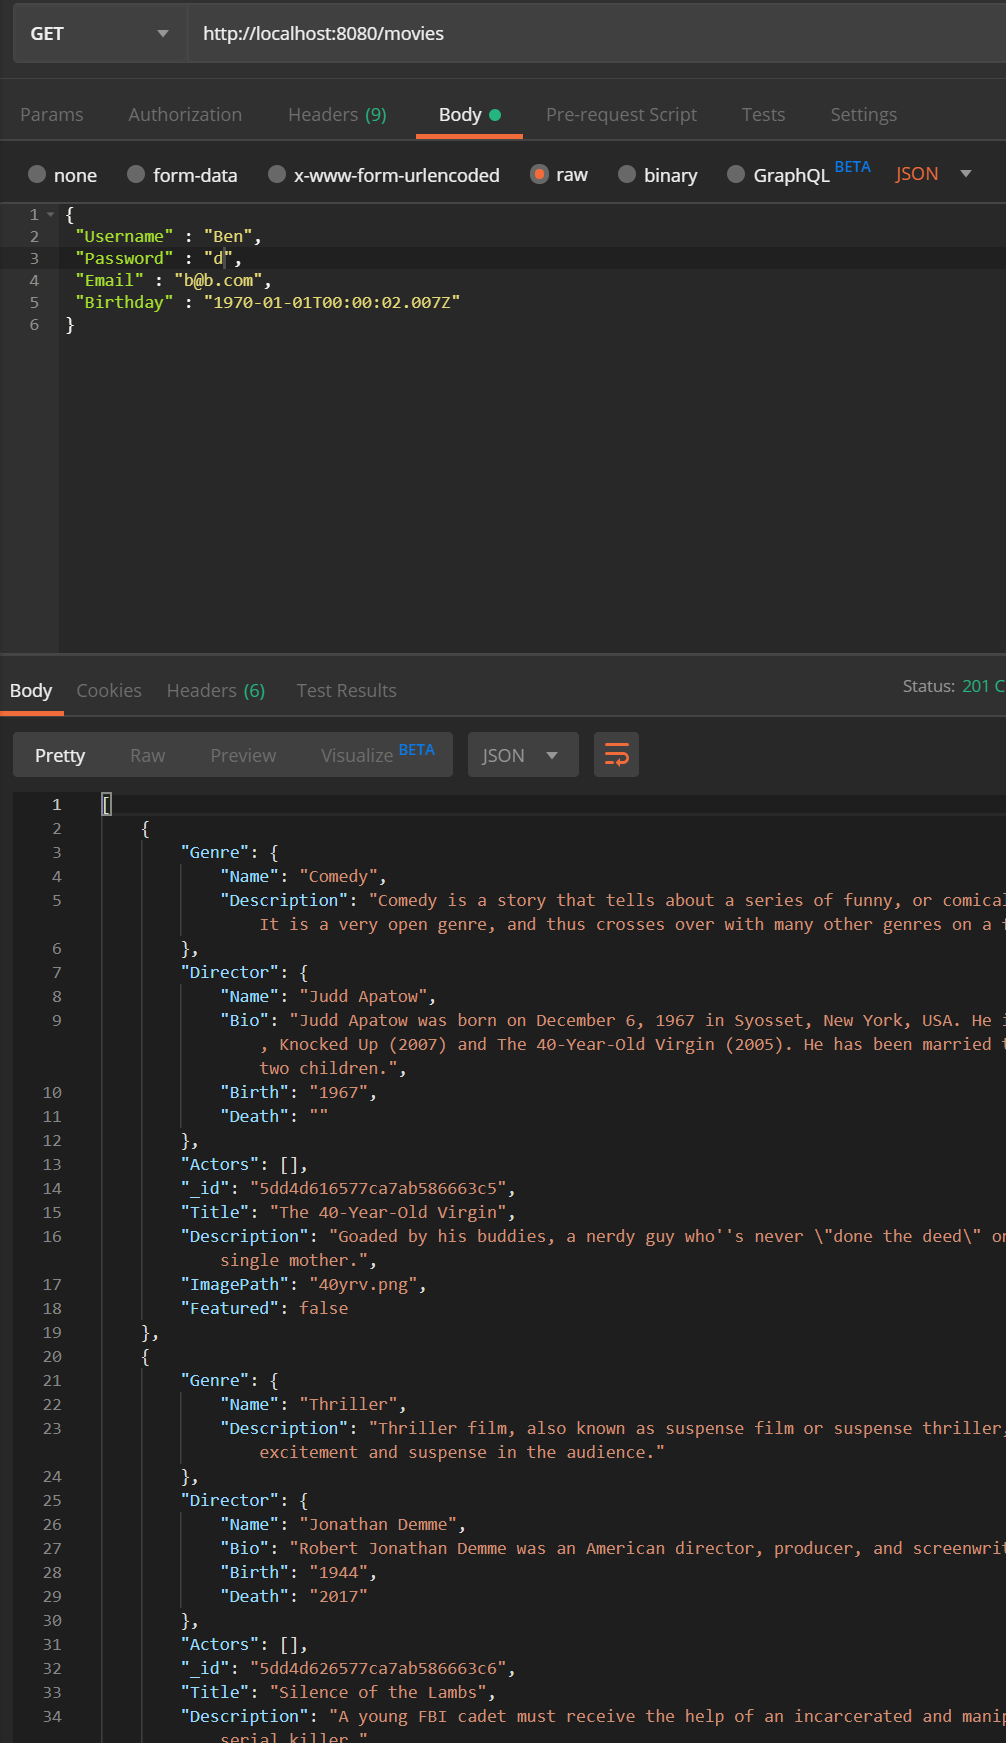 GET http://localhost:8080/movies
Params Authorization Headers (9) Body Pre-request Script Tests Settings
none form-data x-www-form-urlencoded raw binary GraphQL BETA JSON
1 {
2 "Username" : "Ben",
3 "Password" : "d",
4 "Email" : "b@b.com",
5 "Birthday" : "1970-01-01T00:00:02.007Z"
6 }
Body Cookies Headers (6) Test Results Status: 201 C
Pretty Raw Preview Visualize BETA JSON
1 [
2 {
3 "Genre": {
4 "Name": "Comedy",
5 "Description": "Comedy is a story that tells about a series of funny, or comical
It is a very open genre, and thus crosses over with many other genres on a f
6 },
7 "Director": {
8 "Name": "Judd Apatow",
9 "Bio": "Judd Apatow was born on December 6, 1967 in Syosset, New York, USA. He i
, Knocked Up (2007) and The 40-Year-Old Virgin (2005). He has been married t
two children.",
10 "Birth": "1967",
11 "Death": ""
12 },
13 "Actors": [],
14 "_id": "5dd4d616577ca7ab586663c5",
15 "Title": "The 40-Year-Old Virgin",
16 "Description": "Goaded by his buddies, a nerdy guy who''s never \"done the deed\" on
single mother.",
17 "ImagePath": "40yrv.png",
18 "Featured": false
19 },
20 {
21 "Genre": {
22 "Name": "Thriller",
23 "Description": "Thriller film, also known as suspense film or suspense thriller,
excitement and suspense in the audience."
24 },
25 "Director": {
26 "Name": "Jonathan Demme",
27 "Bio": "Robert Jonathan Demme was an American director, producer, and screenwrit
28 "Birth": "1944",
29 "Death": "2017"
30 },
31 "Actors": [],
32 "_id": "5dd4d626577ca7ab586663c6",
33 "Title": "Silence of the Lambs",
34 "Description": "A young FBI cadet must receive the help of an incarcerated and manip
serial killer."